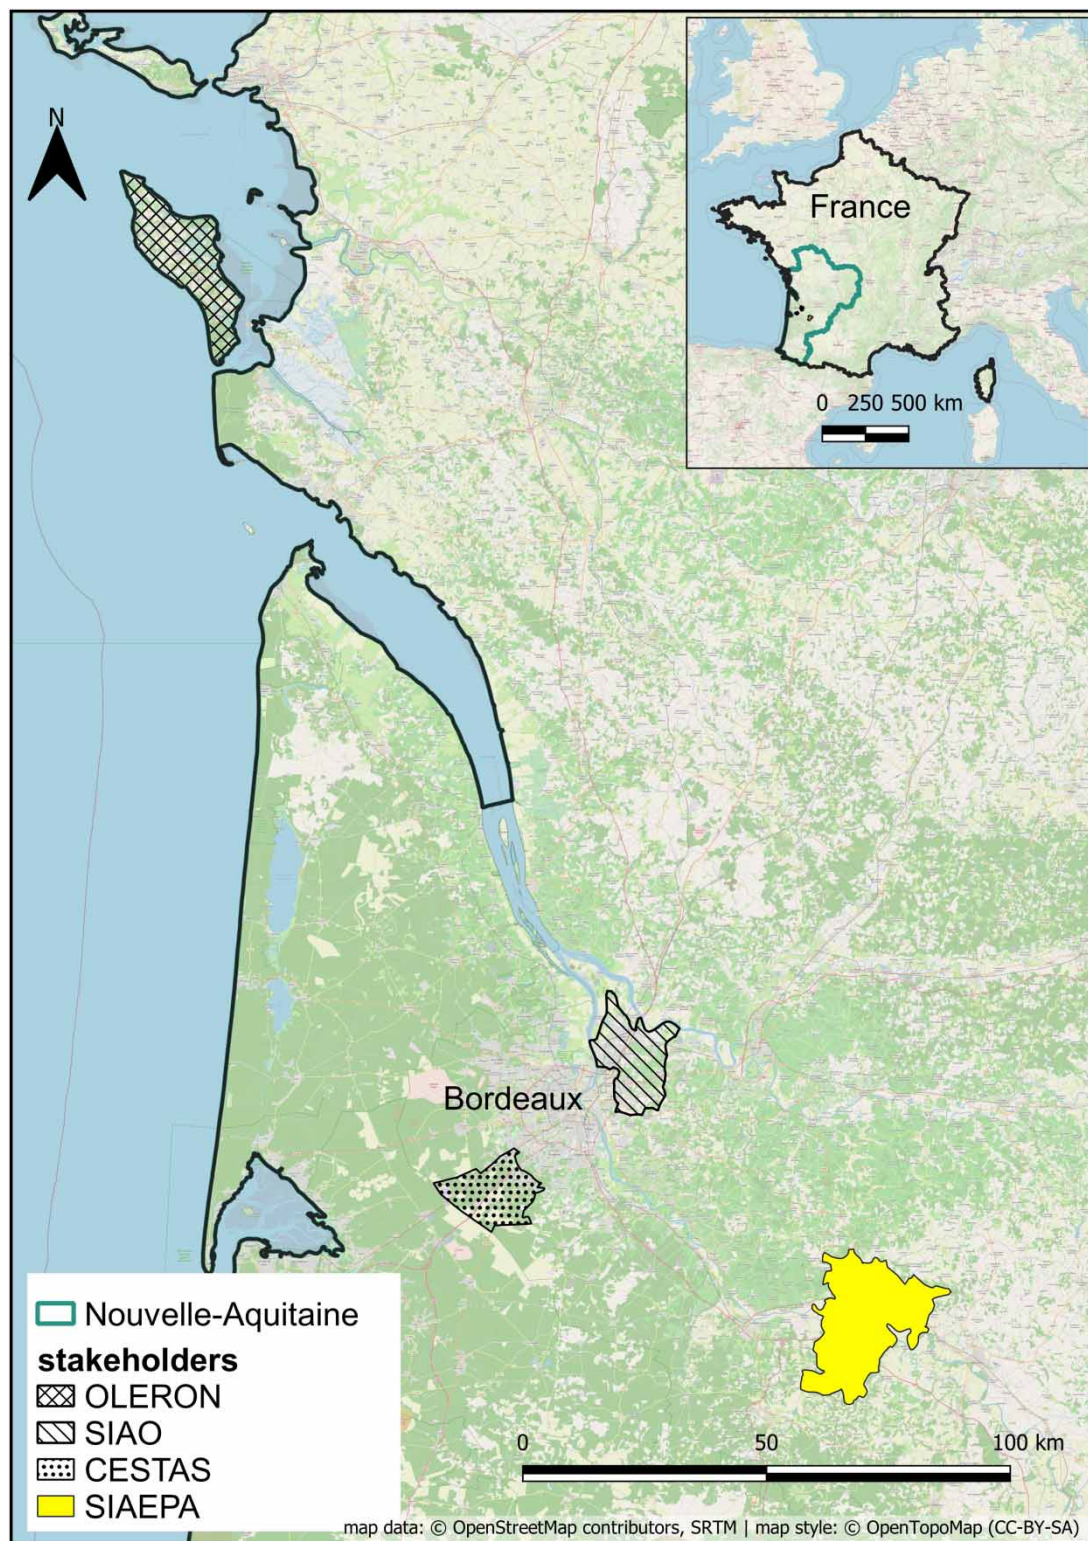 N
France
0 250 500 km
Bordeaux
Nouvelle-Aquitaine
stakeholders
OLERON
SIAO
CESTAS
SIAEPA
0 50 100 km
map data: © OpenStreetMap contributors, SRTM | map style: © OpenTopoMap (CC-BY-SA)